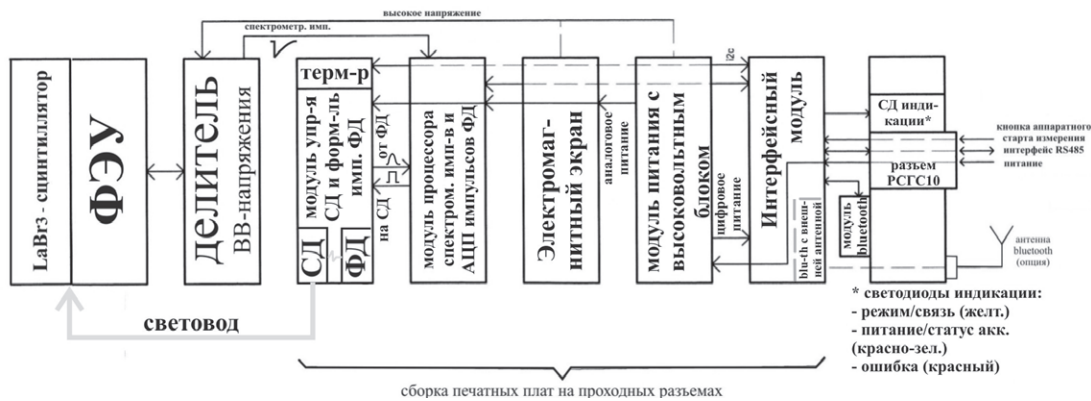 высокое напряжение
спектрометр. имп.
LaBr3 - сцинтиллятор
ФЭУ
Делитель
ВВ-напряжения
терм-р
модуль упр-я
СД и форм-ль
имп. ФД
СД
ФД
от ФД
на СД
модуль процессора
спектром. имп-в и
АЦП импульсов ФД
Электромаг-
нитный экран
аналоговое
питание
модуль питания с
высоковольтным
блоком
цифровое
питание
i2c
Интерфейсный
модуль
blu-th с внеш-
ней антенной
СД инди-
кации*
разъем
РСГС10
модуль
bluetooth
кнопка аппаратного
старта измерения
интерфейс RS485
питание
антенна
bluetooth
(опция)
световод
* светодиоды индикации:
- режим/связь (желт.)
- питание/статус акк.
(красно-зел.)
- ошибка (красный)
сборка печатных плат на проходных разъемах